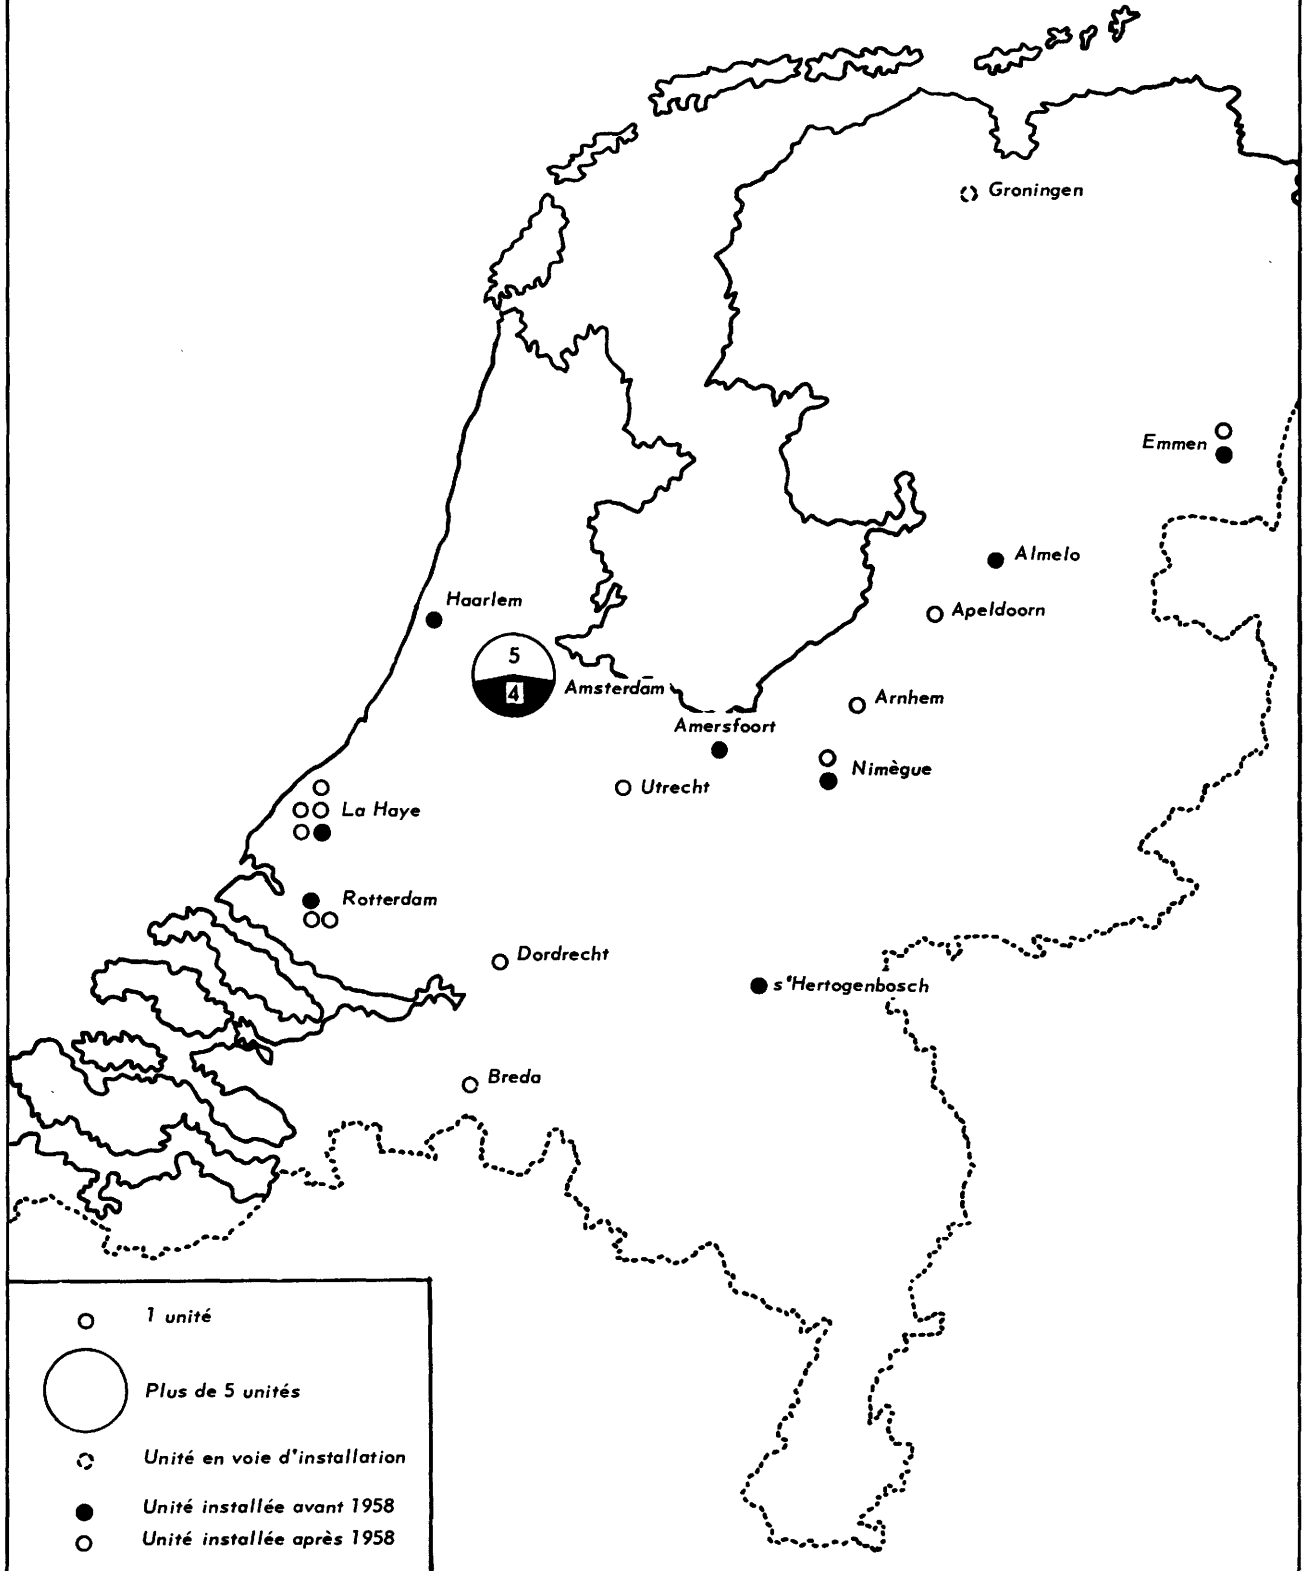 Groningen
Emmen
Almelo
Apeldoorn
Haarlem
5
4
Amsterdam
Arnhem
Amersfoort
Nimègue
Utrecht
La Haye
Rotterdam
Dordrecht
s'Hertogenbosch
Breda
1 unité
Plus de 5 unités
Unité en voie d'installation
Unité installée avant 1958
Unité installée après 1958